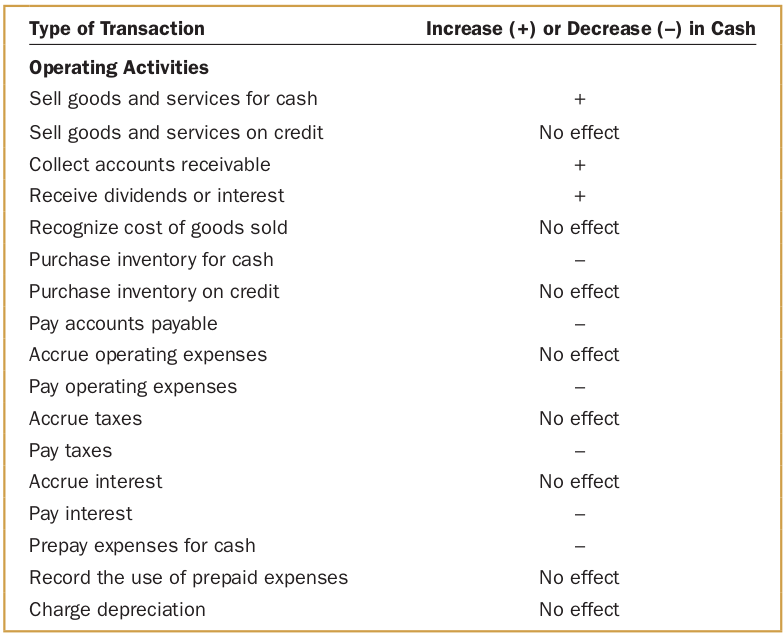 Type of Transaction Increase (+) or Decrease (–) in Cash
Operating Activities
Sell goods and services for cash +
Sell goods and services on credit No effect
Collect accounts receivable +
Receive dividends or interest +
Recognize cost of goods sold No effect
Purchase inventory for cash –
Purchase inventory on credit No effect
Pay accounts payable –
Accrue operating expenses No effect
Pay operating expenses –
Accrue taxes No effect
Pay taxes –
Accrue interest No effect
Pay interest –
Prepay expenses for cash –
Record the use of prepaid expenses No effect
Charge depreciation No effect